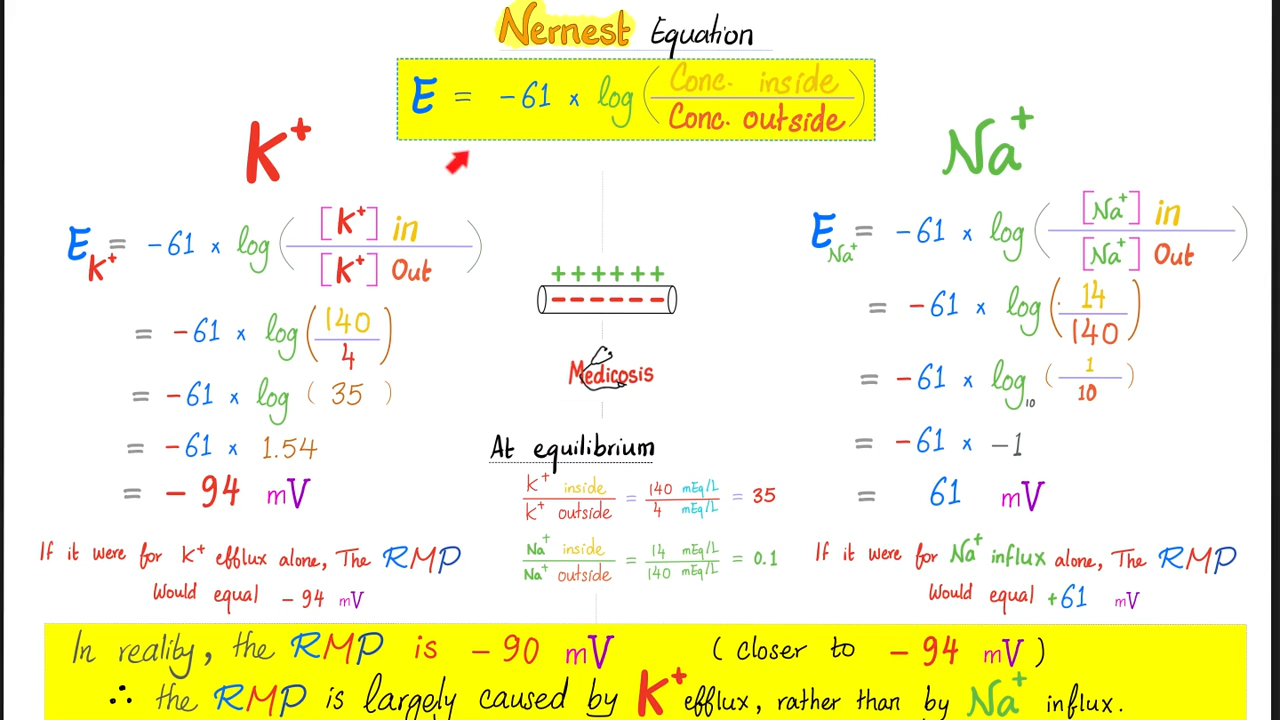 Nernest Equation
E = -61 × log ( Conc. inside / Conc. outside )
K⁺
E K⁺ = -61 × log ( [K⁺] in / [K⁺] Out )
= -61 × log ( 140 / 4 )
= -61 × log ( 35 )
= -61 × 1.54
= - 94 mV
If it were for K⁺ efflux alone, The RMP
Would equal - 94 mV
+ + + + + +
- - - - - -
Medicosis
At equilibrium
K⁺ inside / K⁺ outside = 140 mEq/L / 4 mEq/L = 35
Na⁺ inside / Na⁺ outside = 14 mEq/L / 140 mEq/L = 0.1
Na⁺
E Na⁺ = -61 × log ( [Na⁺] in / [Na⁺] Out )
= -61 × log ( 14 / 140 )
= -61 × log₁₀ ( 1 / 10 )
= -61 × -1
= 61 mV
If it were for Na⁺ influx alone, The RMP
Would equal +61 mV
In reality, the RMP is - 90 mV ( closer to - 94 mV )
∴ the RMP is largely caused by K⁺ efflux, rather than by Na⁺ influx.